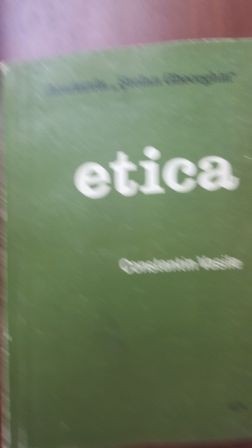 Academia „Ștefan Gheorghiu”
etica
Constantin Vasile